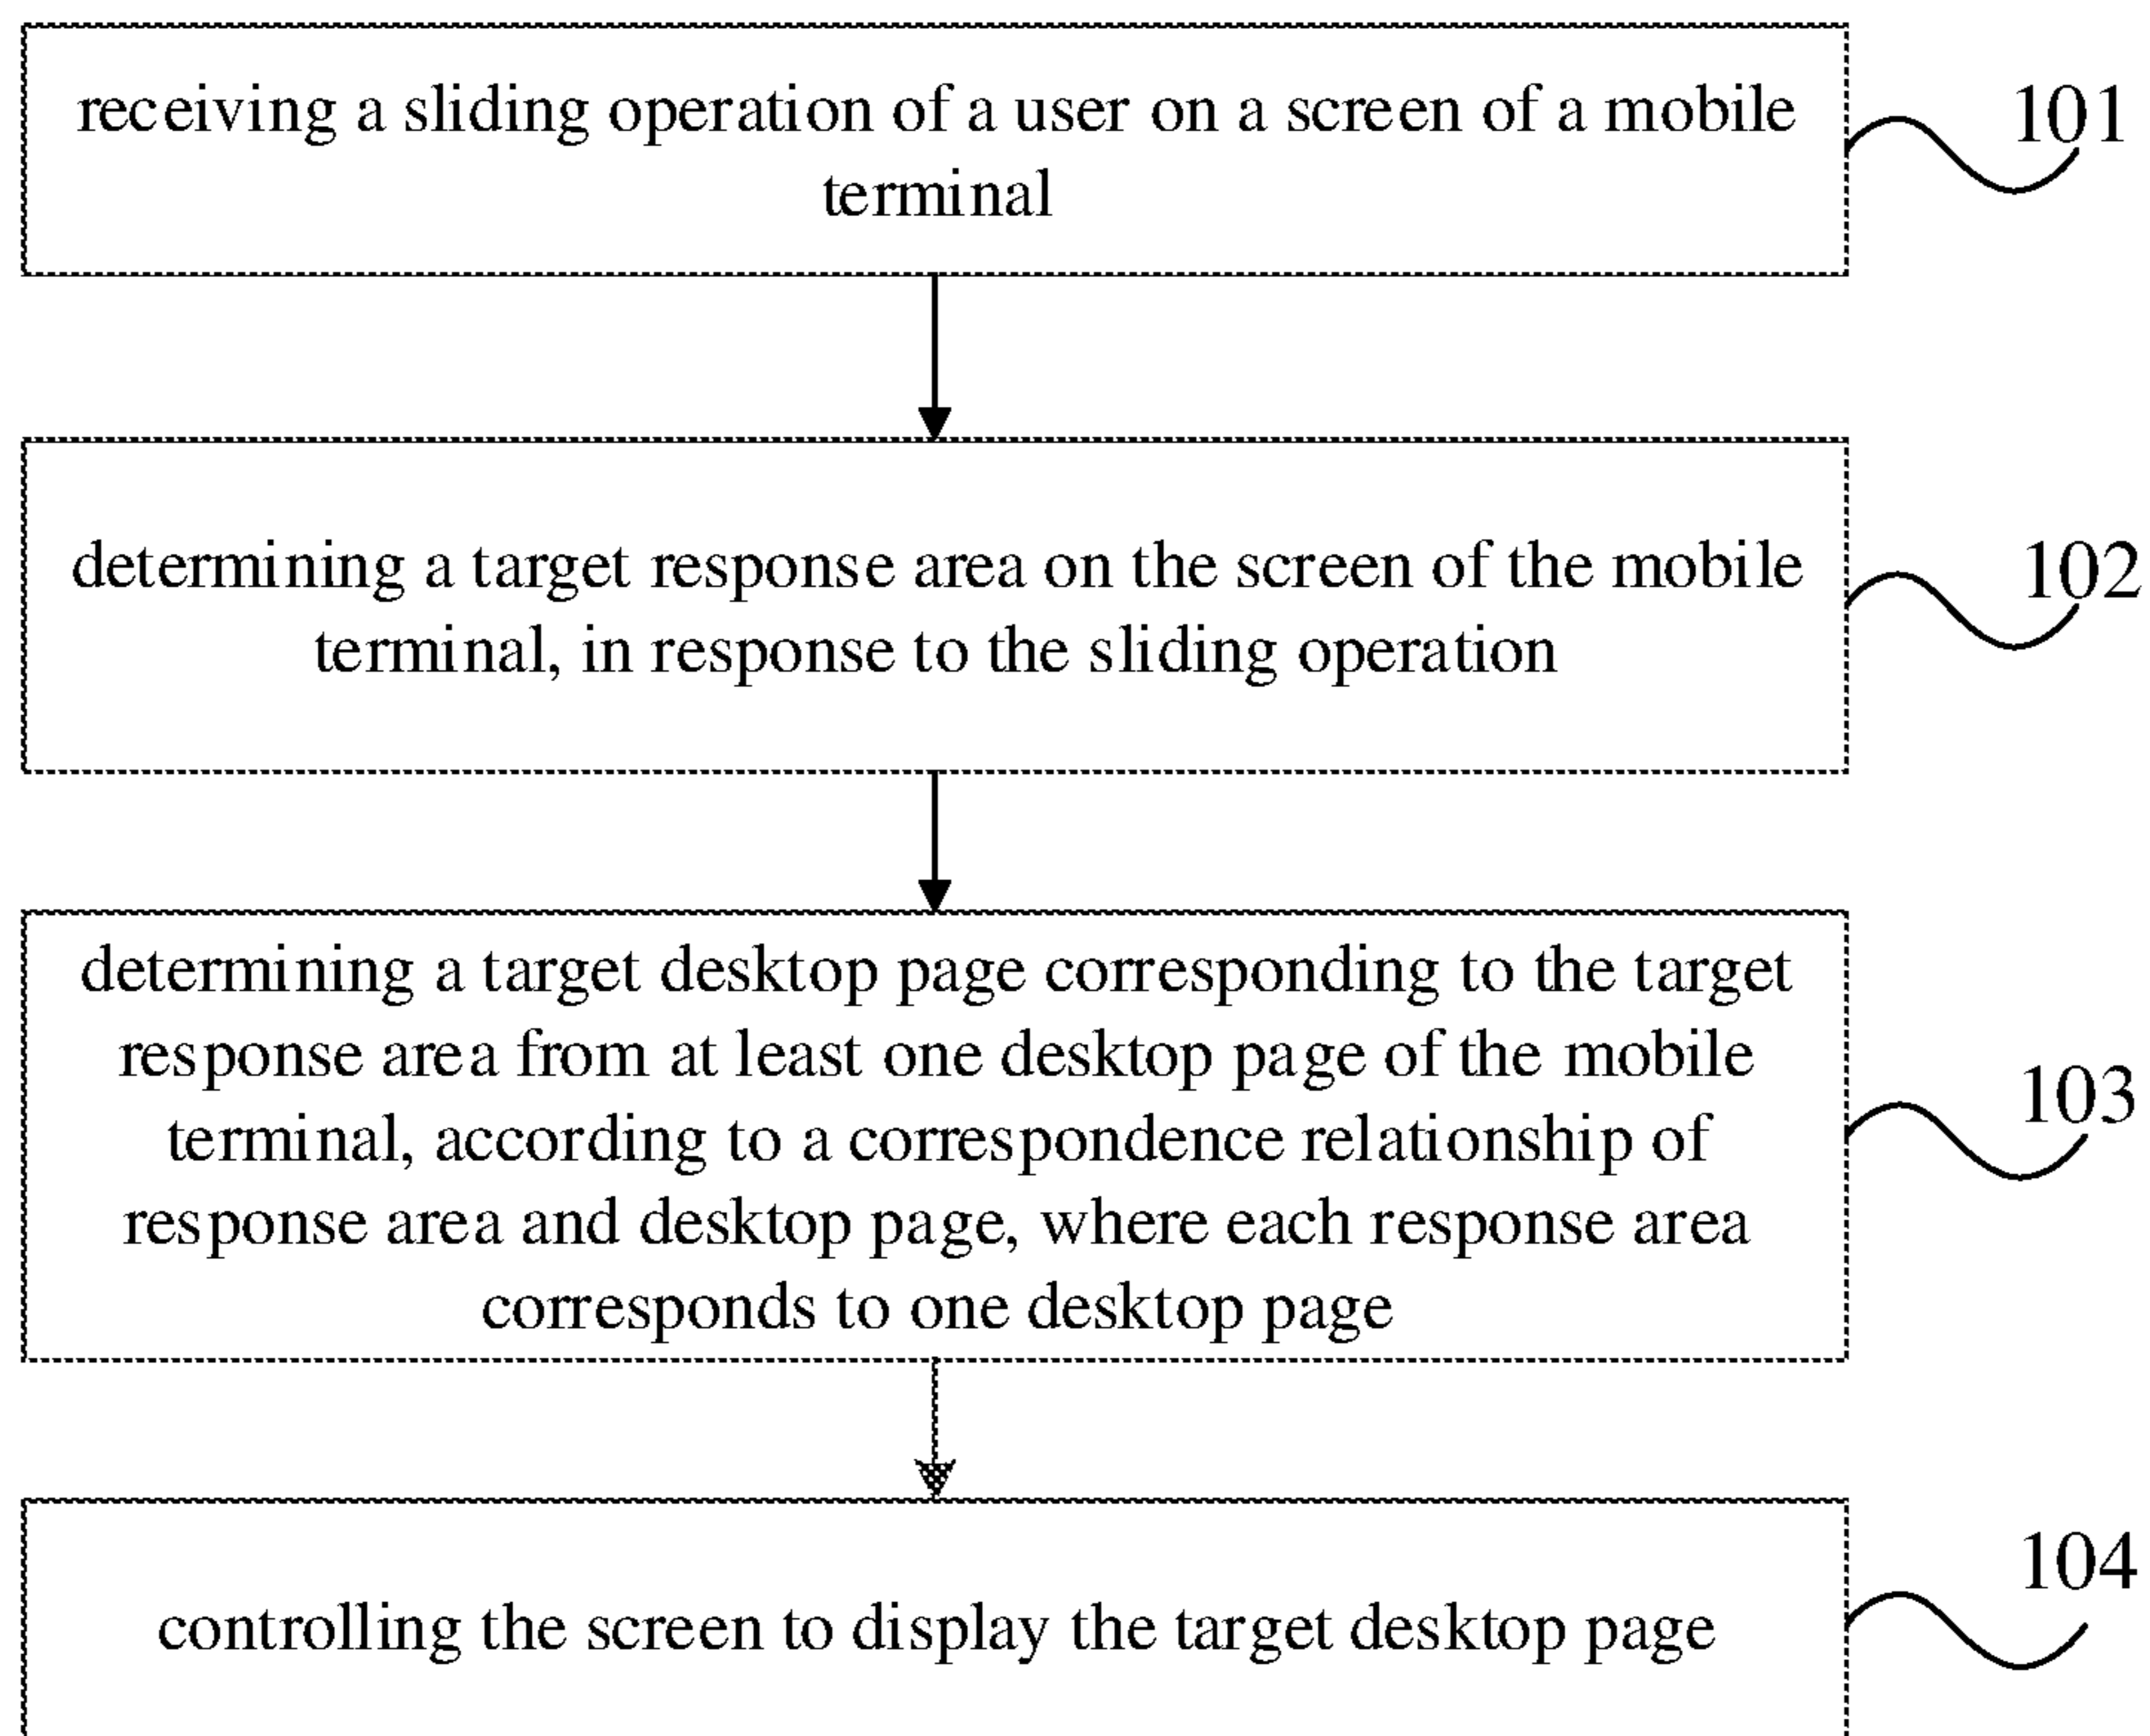 receiving a sliding operation of a user on a screen of a mobile
terminal
101
determining a target response area on the screen of the mobile
terminal, in response to the sliding operation
102
determining a target desktop page corresponding to the target
response area from at least one desktop page of the mobile
terminal, according to a correspondence relationship of
response area and desktop page, where each response area
corresponds to one desktop page
103
controlling the screen to display the target desktop page
104